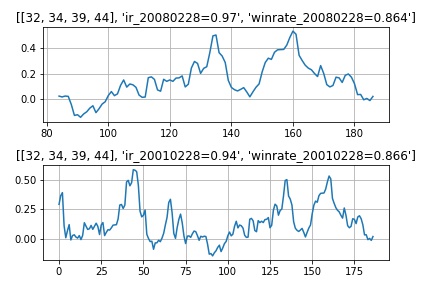 [[32, 34, 39, 44], 'ir_20080228=0.97', 'winrate_20080228=0.864']
0.4
0.2
0.0
80 100 120 140 160 180
[[32, 34, 39, 44], 'ir_20010228=0.94', 'winrate_20010228=0.866']
0.50
0.25
0.00
0 25 50 75 100 125 150 175